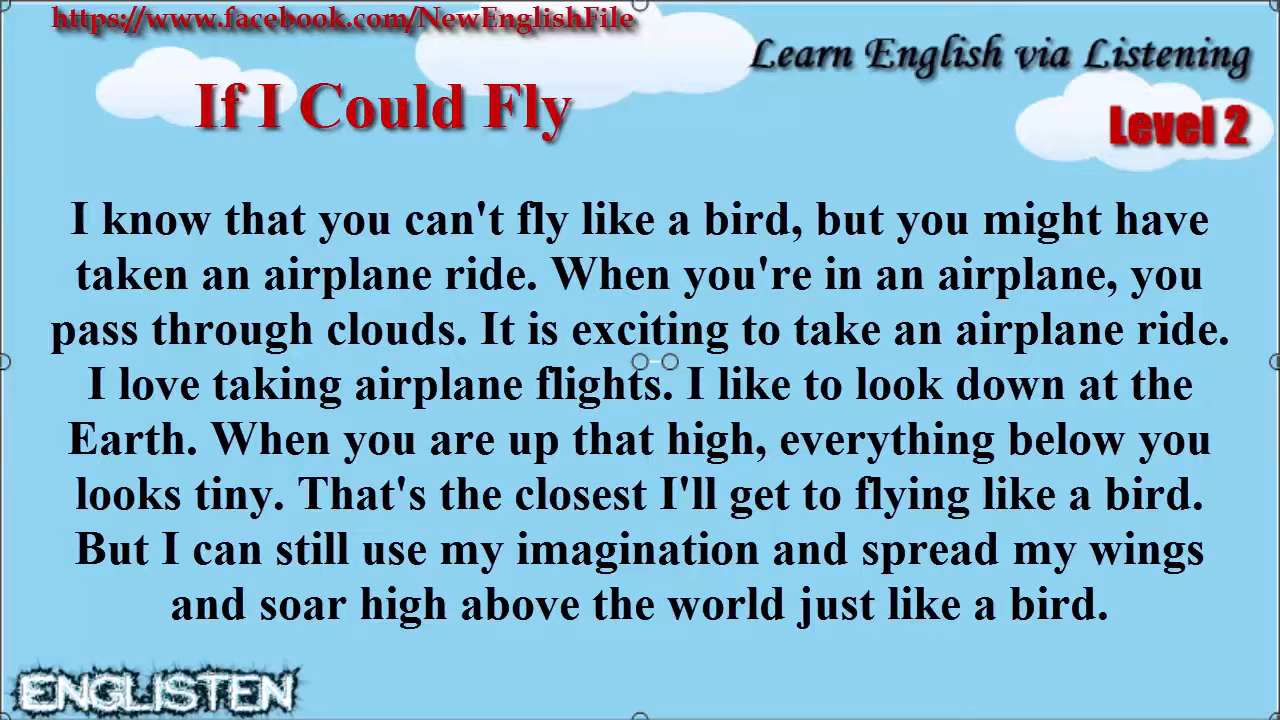 https://www.facebook.com/NewEnglishFile
Learn English via Listening
If I Could Fly
Level 2
I know that you can't fly like a bird, but you might have
taken an airplane ride. When you're in an airplane, you
pass through clouds. It is exciting to take an airplane ride.
I love taking airplane flights. I like to look down at the
Earth. When you are up that high, everything below you
looks tiny. That's the closest I'll get to flying like a bird.
But I can still use my imagination and spread my wings
and soar high above the world just like a bird.
ENGLISTEN